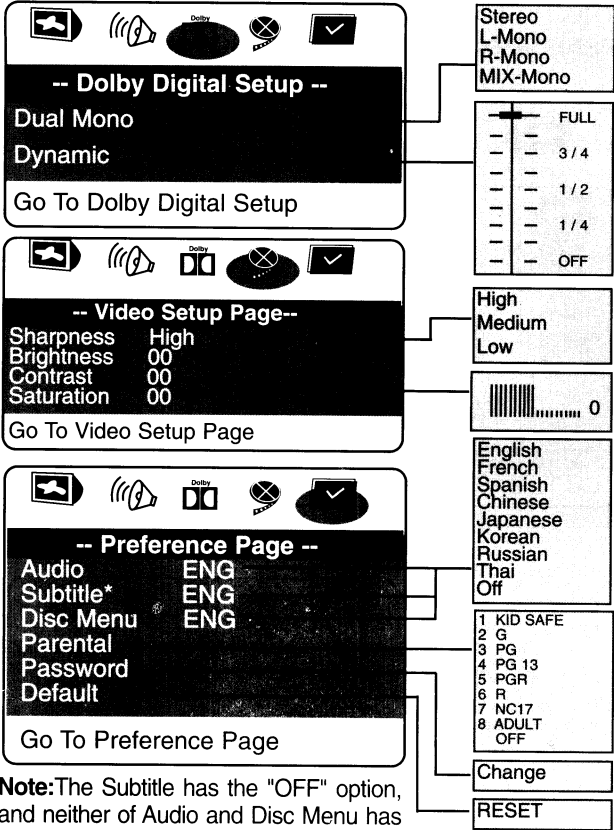 Dolby
-- Dolby Digital Setup --
Dual Mono
Dynamic
Go To Dolby Digital Setup
Stereo
L-Mono
R-Mono
MIX-Mono
FULL
3 / 4
1 / 2
1 / 4
OFF
Dolby
-- Video Setup Page--
Sharpness High
Brightness 00
Contrast 00
Saturation 00
Go To Video Setup Page
High
Medium
Low
0
Dolby
-- Preference Page --
Audio ENG
Subtitle* ENG
Disc Menu ENG
Parental
Password
Default
Go To Preference Page
English
French
Spanish
Chinese
Japanese
Korean
Russian
Thai
Off
1 KID SAFE
2 G
3 PG
4 PG 13
5 PGR
6 R
7 NC17
8 ADULT
OFF
Change
RESET
Note:The Subtitle has the "OFF" option,
and neither of Audio and Disc Menu has